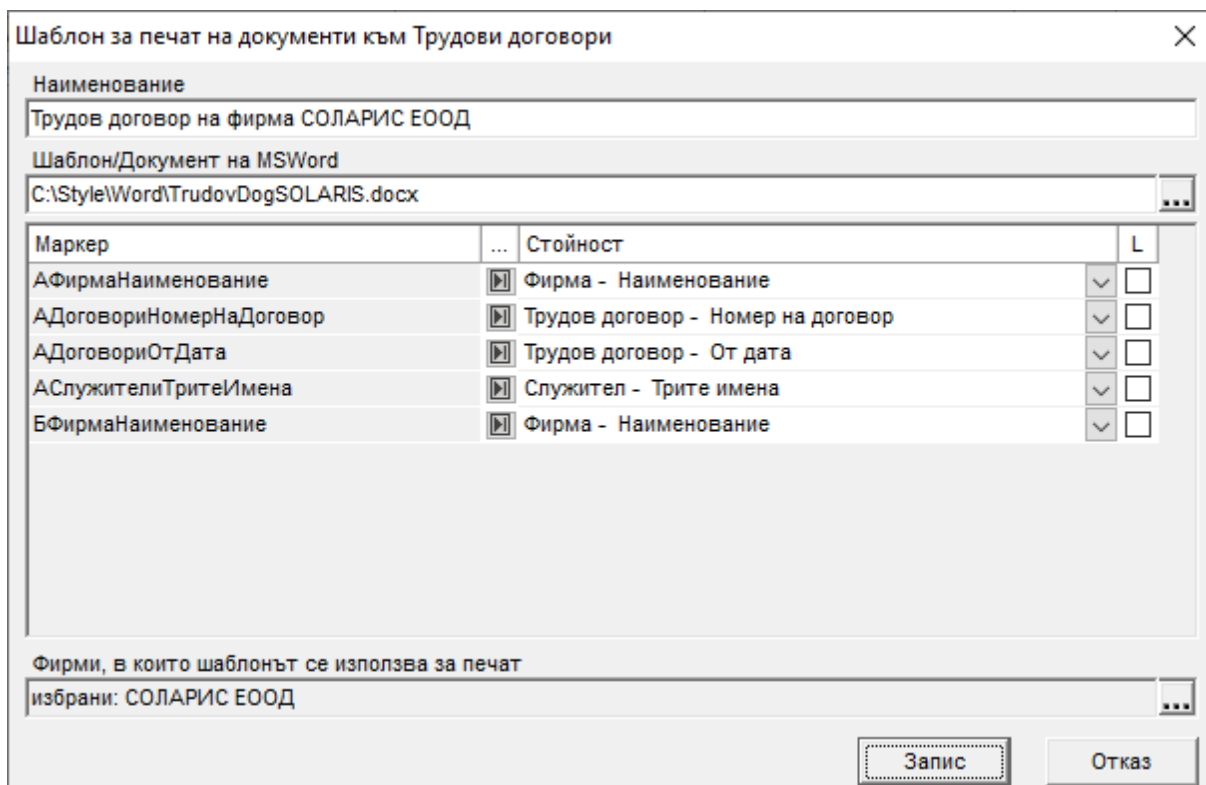 Шаблон за печат на документи към Трудови договори
Наименование
Трудов договор на фирма СОЛАРИС ЕООД
Шаблон/Документ на MSWord
C:\Style\Word\TrudovDogSOLARIS.docx
...
Маркер ... Стойност L
АФирмаНаименование Фирма - Наименование
АДоговориНомерНаДоговор Трудов договор - Номер на договор
АДоговориОтДата Трудов договор - От дата
АСлужителиТритеИмена Служител - Трите имена
БФирмаНаименование Фирма - Наименование
Фирми, в които шаблонът се използва за печат
избрани: СОЛАРИС ЕООД
...
Запис Отказ